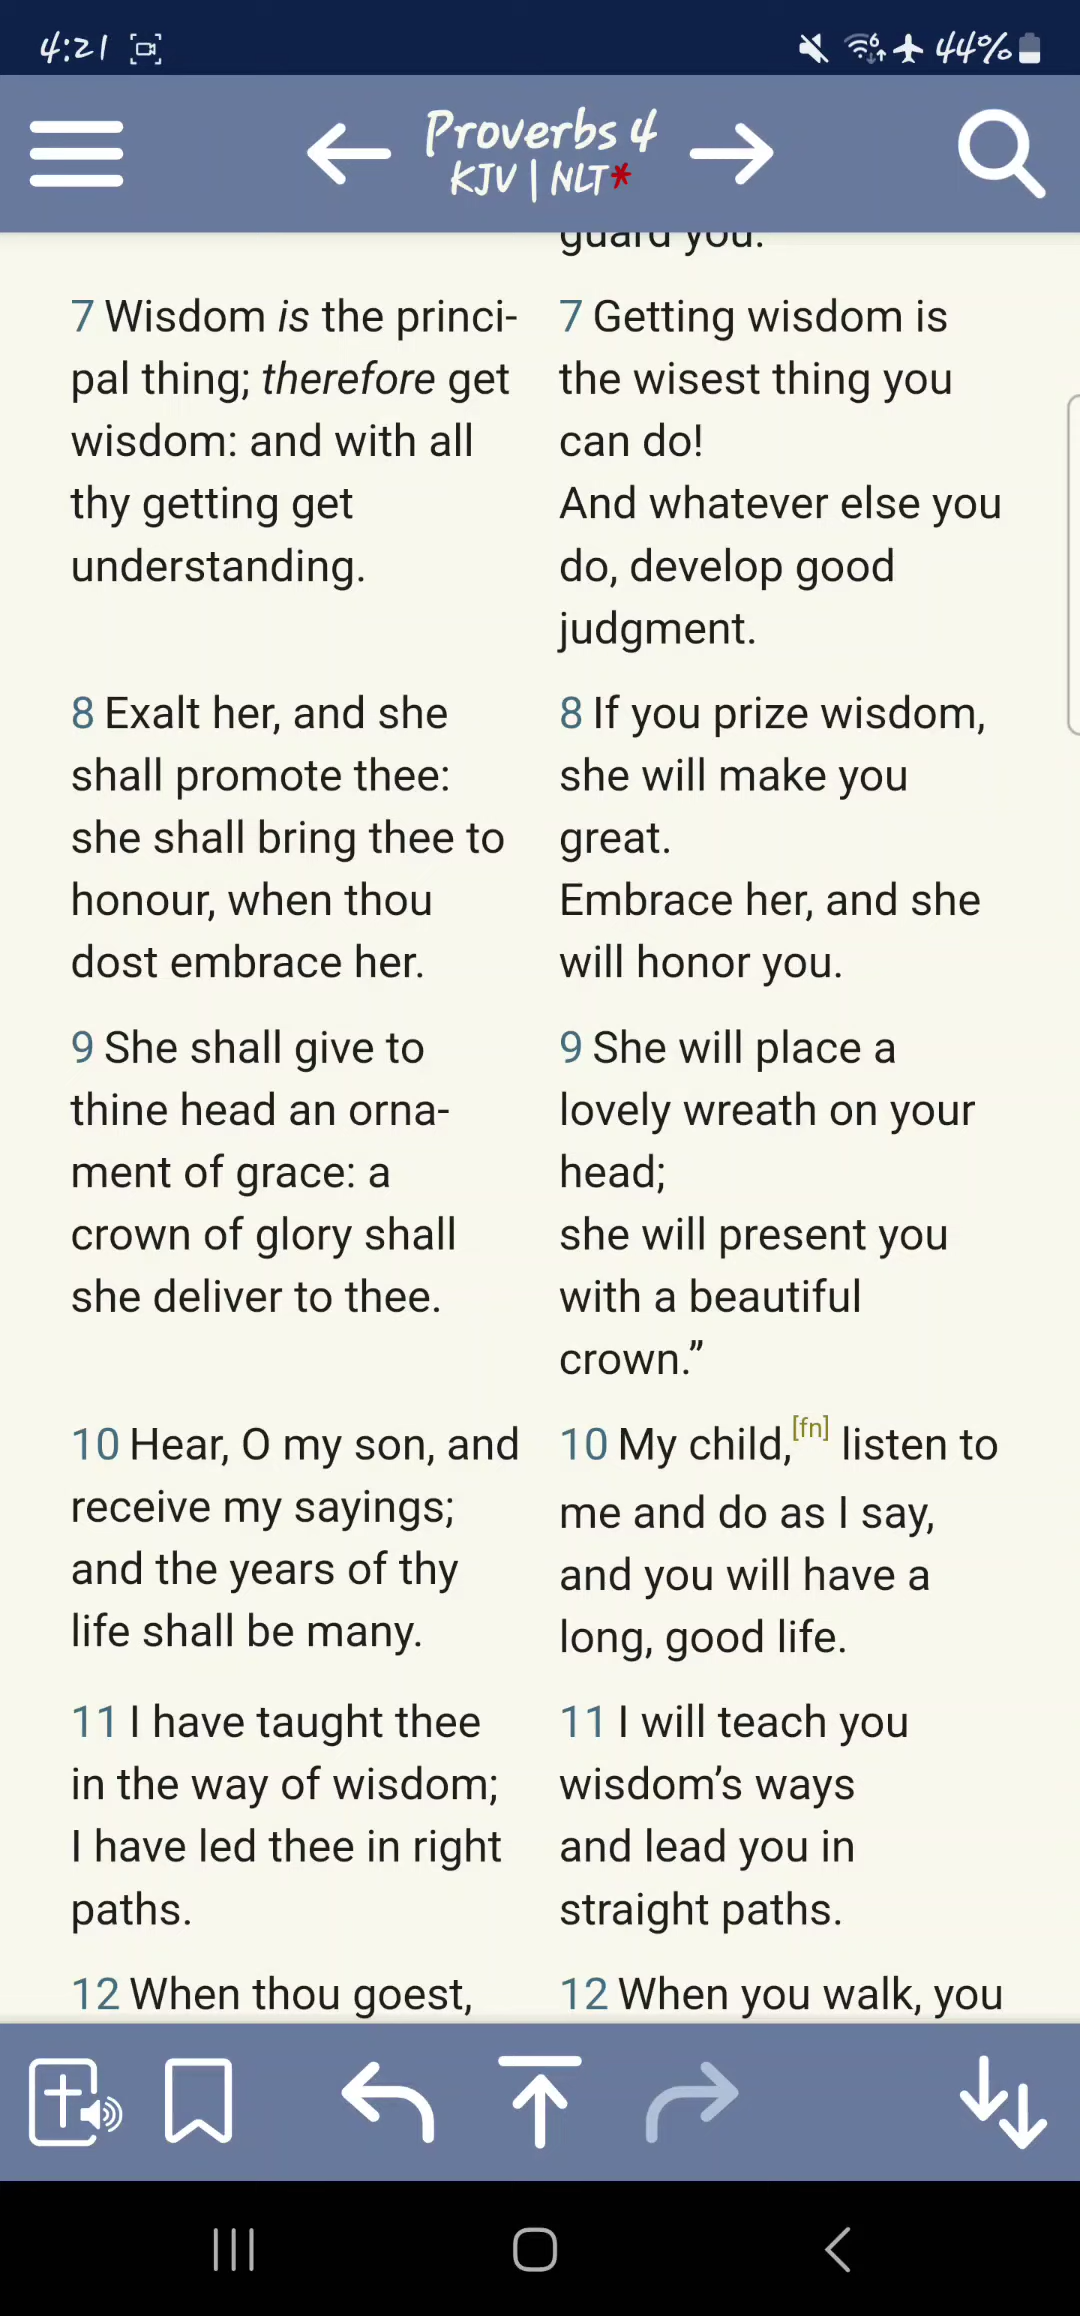 4:21
6 44%
Proverbs 4
KJV | NLT*
guard you.
7 Wisdom is the princi-
pal thing; therefore get
wisdom: and with all
thy getting get
understanding.
7 Getting wisdom is
the wisest thing you
can do!
And whatever else you
do, develop good
judgment.
8 Exalt her, and she
shall promote thee:
she shall bring thee to
honour, when thou
dost embrace her.
8 If you prize wisdom,
she will make you
great.
Embrace her, and she
will honor you.
9 She shall give to
thine head an orna-
ment of grace: a
crown of glory shall
she deliver to thee.
9 She will place a
lovely wreath on your
head;
she will present you
with a beautiful
crown.”
10 Hear, O my son, and
receive my sayings;
and the years of thy
life shall be many.
10 My child,[fn] listen to
me and do as I say,
and you will have a
long, good life.
11 I have taught thee
in the way of wisdom;
I have led thee in right
paths.
11 I will teach you
wisdom’s ways
and lead you in
straight paths.
12 When thou goest,
12 When you walk, you